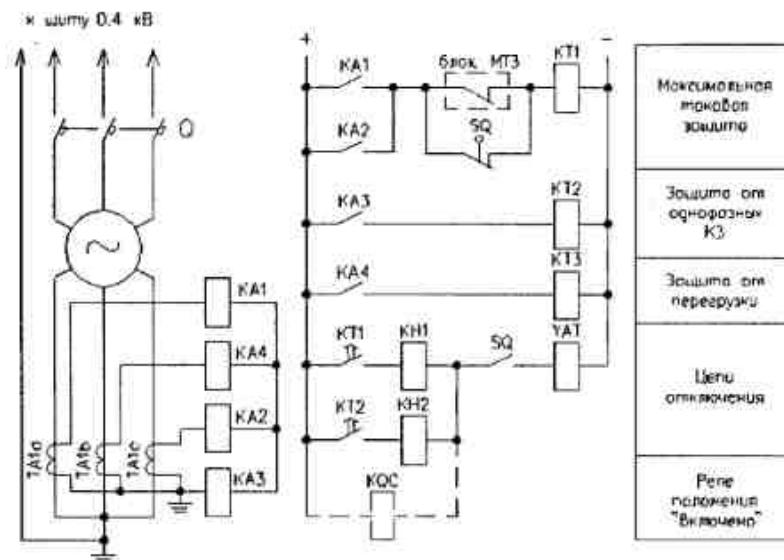 к щиту 0.4 кВ
Q
KA1
KA4
KA2
KA3
TA1a
TA1b
TA1c
+
-
KA1
блок. МТЗ
KT1
KA2
SQ
KA3
KT2
KA4
KT3
KT1
KH1
SQ
YAT
KT2
KH2
KQC
Максимальная
токовая
защита
Защита от
однофазных
КЗ
Защита от
перегрузки
Цепи
отключения
Реле
положения
"Включено"